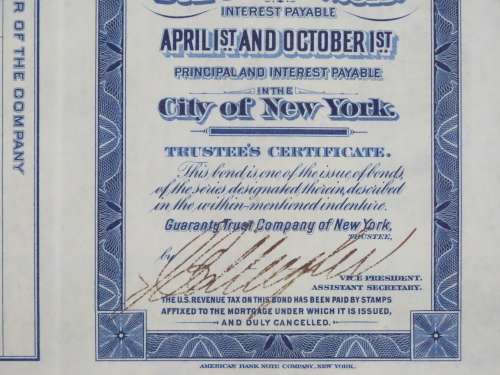 INTEREST PAYABLE
APRIL 1ST AND OCTOBER 1ST
PRINCIPAL AND INTEREST PAYABLE
IN THE
City of New York.
TRUSTEE'S CERTIFICATE.
This bond is one of the issue of bonds,
of the series designated therein, described
in the within-mentioned indenture.
Guaranty Trust Company of New York,
TRUSTEE,
by
VICE PRESIDENT.
ASSISTANT SECRETARY.
THE U.S. REVENUE TAX ON THIS BOND HAS BEEN PAID BY STAMPS
AFFIXED TO THE MORTGAGE UNDER WHICH IT IS ISSUED,
AND DULY CANCELLED.
AMERICAN BANK NOTE COMPANY, NEW YORK.
R OF THE COMPANY